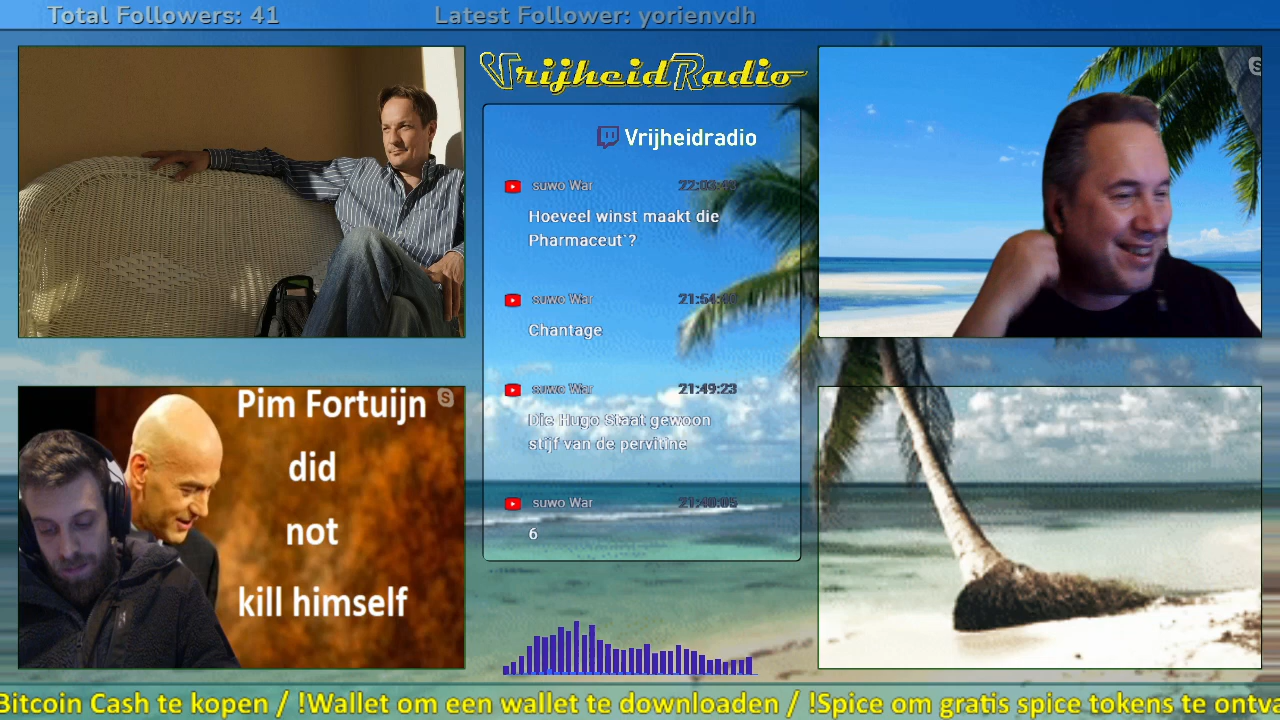 Total Followers: 41
Latest Follower: yorienvdh
VrijheidRadio
Vrijheidradio
suwo War
Hoeveel winst maakt die
Pharmaceut`?
suwo War
Chantage
suwo War 21:49:23
Die Hugo Staat gewoon
stijf van de pervitine
suwo War 21:48:05
6
Pim Fortuijn
did
not
kill himself
Bitcoin Cash te kopen / !Wallet om een wallet te downloaden / !Spice om gratis spice tokens te ontva